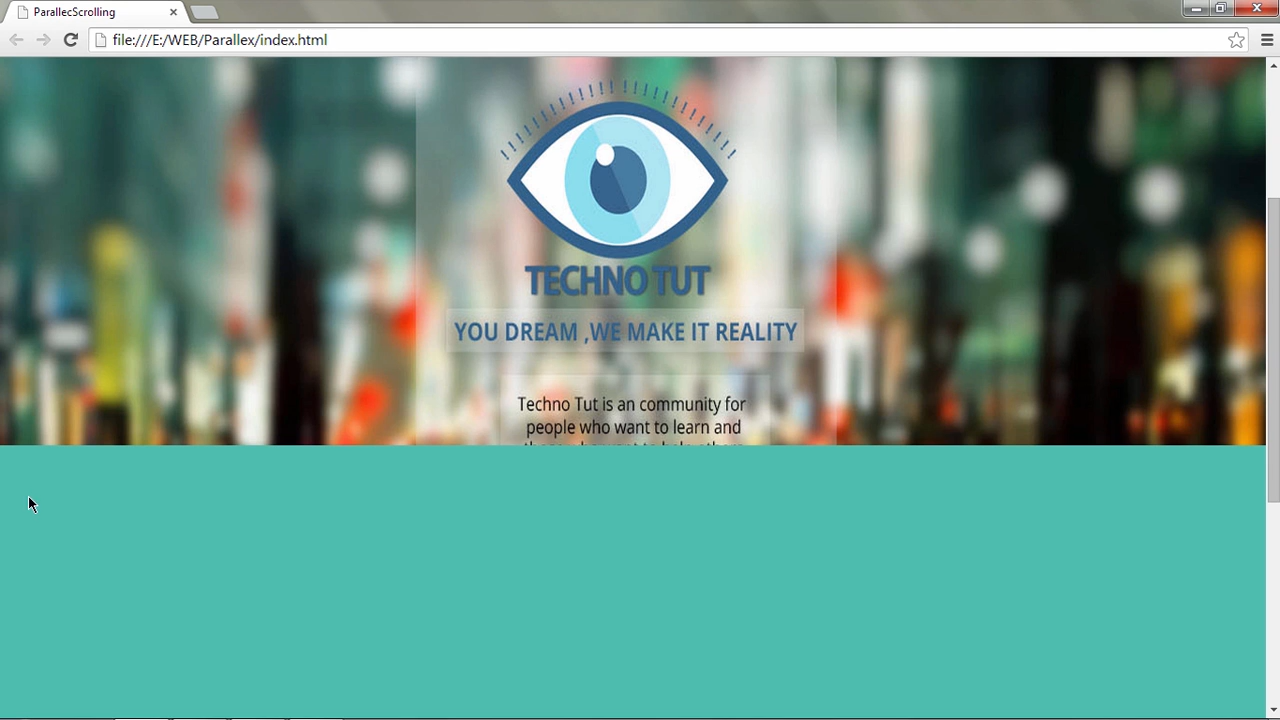 ParallecScrolling
file:///E:/WEB/Parallex/index.html
TECHNO TUT
YOU DREAM ,WE MAKE IT REALITY
Techno Tut is an community for
people who want to learn and